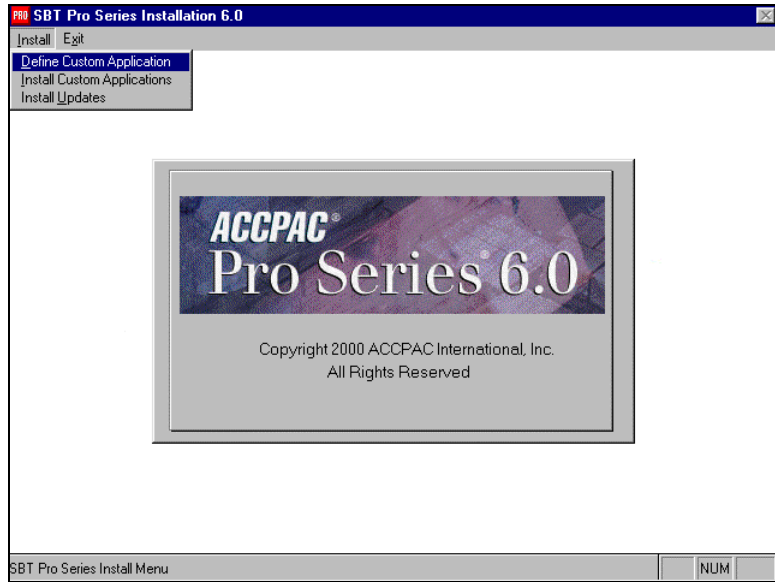 PRO SBT Pro Series Installation 6.0
Install Exit
Define Custom Application
Install Custom Applications
Install Updates
ACCPAC®
Pro Series® 6.0
Copyright 2000 ACCPAC International, Inc.
All Rights Reserved
SBT Pro Series Install Menu NUM